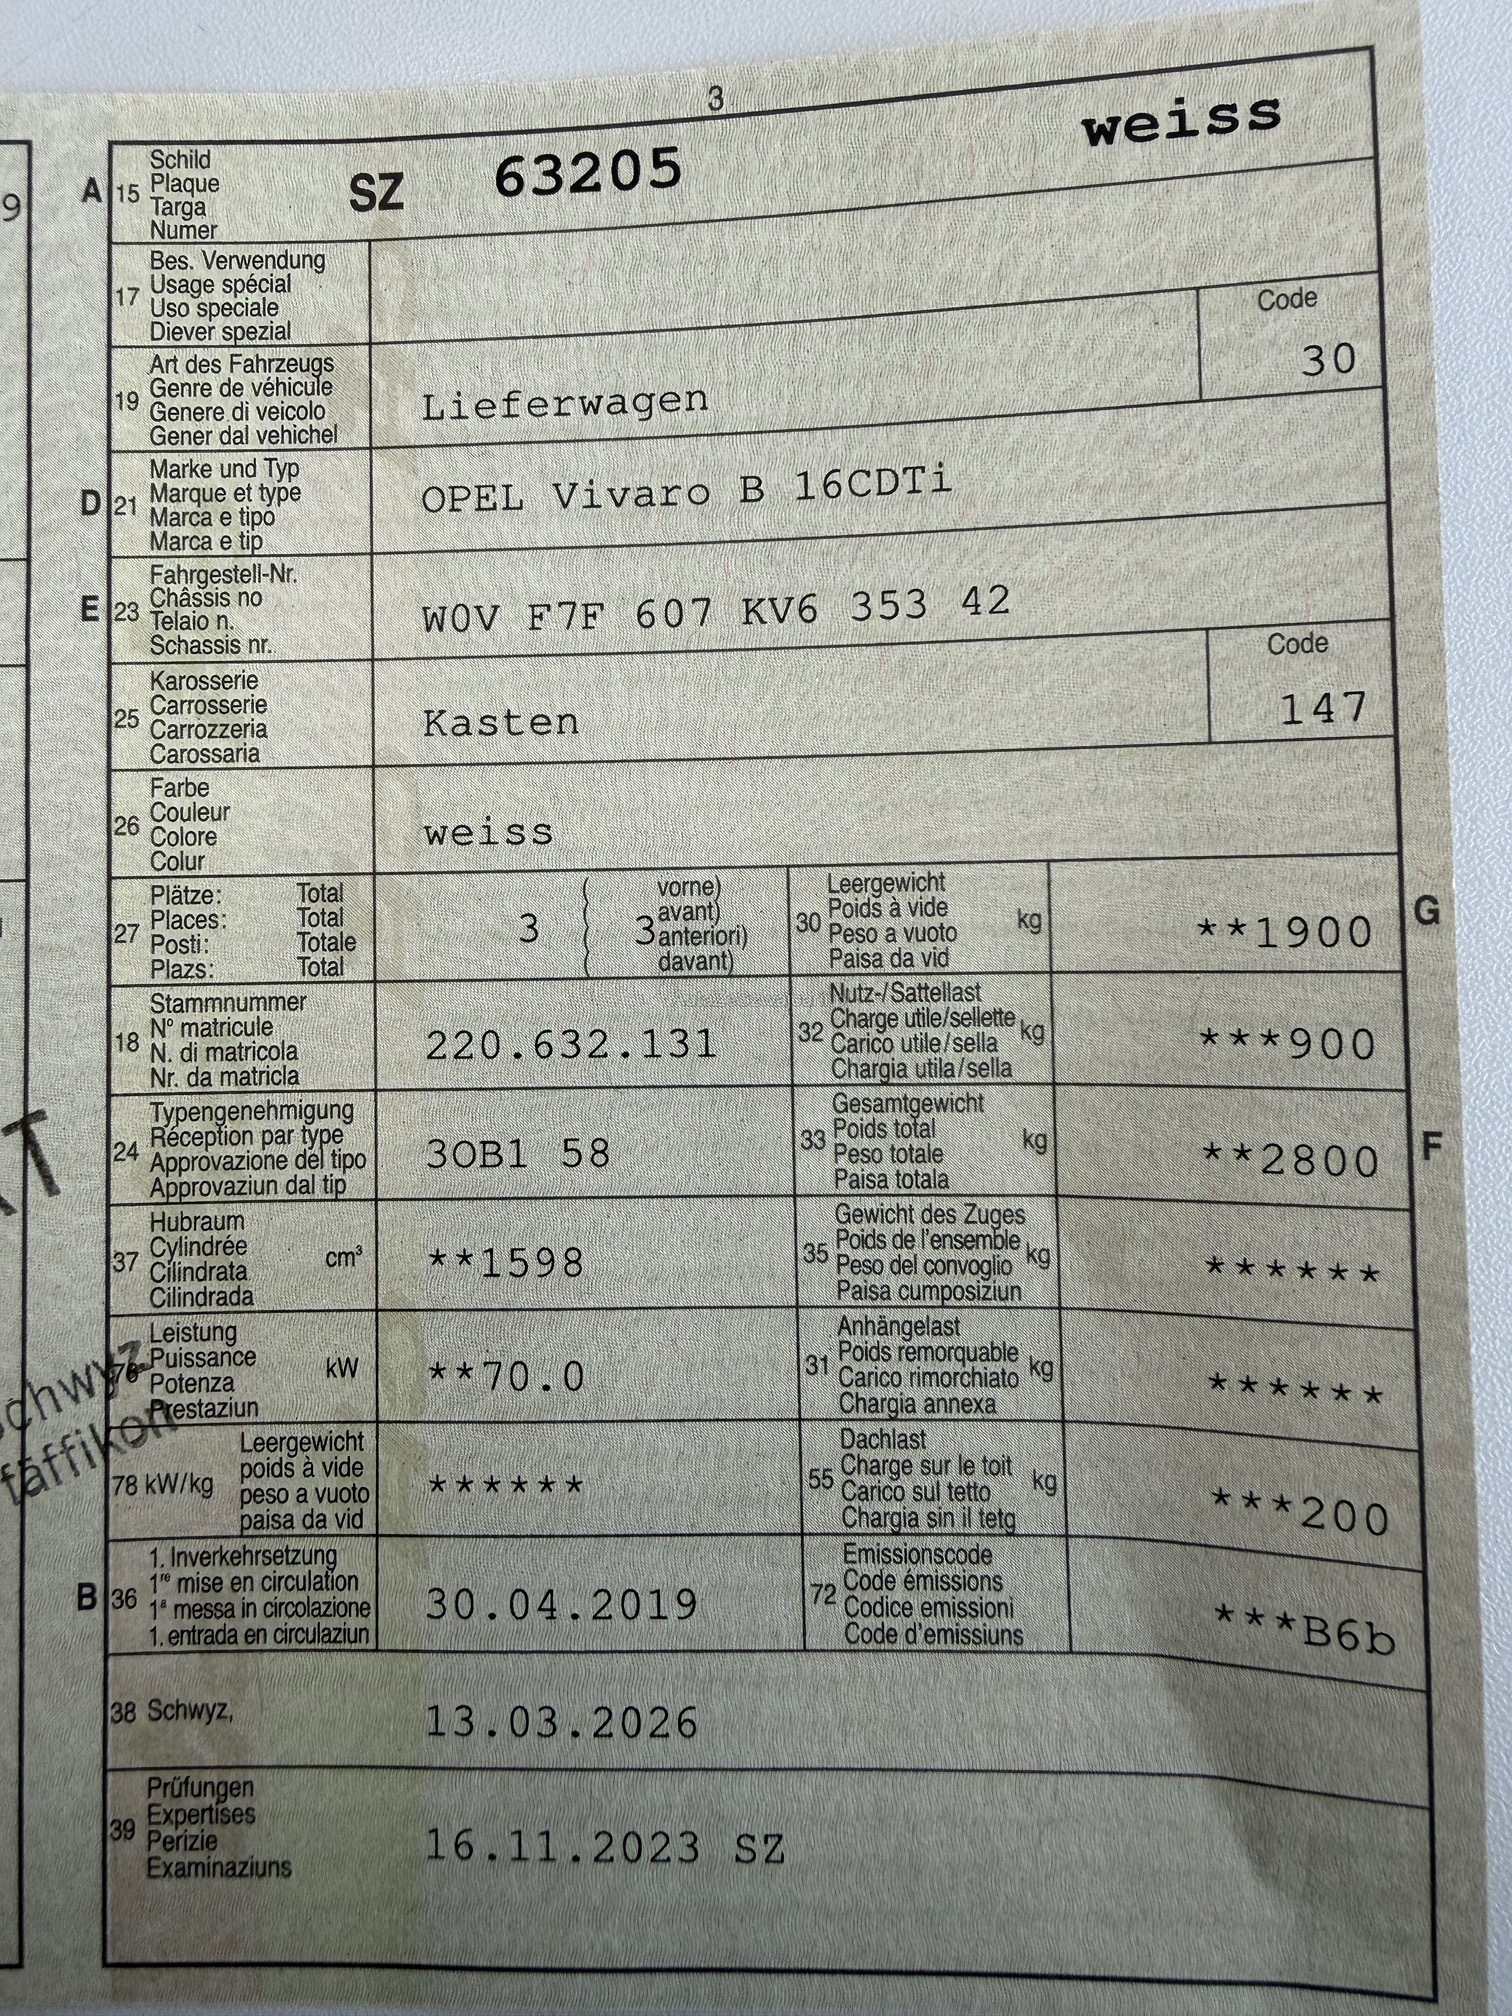 3
A 15 Schild
Plaque
Targa
Numer
SZ 63205 weiss
17 Bes. Verwendung
Usage spécial
Uso speciale
Diever spezial
19 Art des Fahrzeugs
Genre de véhicule
Genere di veicolo
Gener dal vehichel
Lieferwagen
Code
30
D 21 Marke und Typ
Marque et type
Marca e tipo
Marca e tip
OPEL Vivaro B 16CDTi
E 23 Fahrgestell-Nr.
Châssis no
Telaio n.
Schassis nr.
W0V F7F 607 KV6 353 42
25 Karosserie
Carrosserie
Carrozzeria
Carossaria
Kasten
Code
147
26 Farbe
Couleur
Colore
Colur
weiss
27 Plätze: Total
Places: Total
Posti: Totale
Plazs: Total
3 ( 3 vorne)
( avant)
( anteriori)
( davant)
30 Leergewicht
Poids à vide
Peso a vuoto
Paisa da vid
kg **1900 G
18 Stammnummer
N° matricule
N. di matricola
Nr. da matricla
220.632.131
32 Nutz-/Sattellast
Charge utile/sellette
Carico utile/sella
Chargia utila/sella
kg ***900
24 Typengenehmigung
Réception par type
Approvazione del tipo
Approvaziun dal tip
3OB1 58
33 Gesamtgewicht
Poids total
Peso totale
Paisa totala
kg **2800 F
37 Hubraum
Cylindrée
Cilindrata
Cilindrada
cm³ **1598
35 Gewicht des Zuges
Poids de l'ensemble
Peso del convoglio
Paisa cumposiziun
kg ******
76 Leistung
Puissance
Potenza
Prestaziun
kW **70.0
31 Anhängelast
Poids remorquable
Carico rimorchiato
Chargia annexa
kg ******
78 kW/kg Leergewicht
poids à vide
peso a vuoto
paisa da vid
******
55 Dachlast
Charge sur le toit
Carico sul tetto
Chargia sin il tetg
kg ***200
B 36 1. Inverkehrsetzung
1re mise en circulation
1a messa in circolazione
1. entrada en circulaziun
30.04.2019
72 Emissionscode
Code émissions
Codice emissioni
Code d'emissiuns
***B6b
38 Schwyz, 13.03.2026
39 Prüfungen
Expertises
Perizie
Examinaziuns
16.11.2023 SZ
9